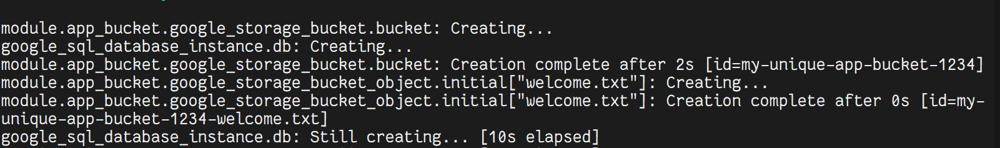 module.app_bucket.google_storage_bucket.bucket: Creating...
google_sql_database_instance.db: Creating...
module.app_bucket.google_storage_bucket.bucket: Creation complete after 2s [id=my-unique-app-bucket-1234]
module.app_bucket.google_storage_bucket_object.initial["welcome.txt"]: Creating...
module.app_bucket.google_storage_bucket_object.initial["welcome.txt"]: Creation complete after 0s [id=my-
unique-app-bucket-1234-welcome.txt]
google_sql_database_instance.db: Still creating... [10s elapsed]